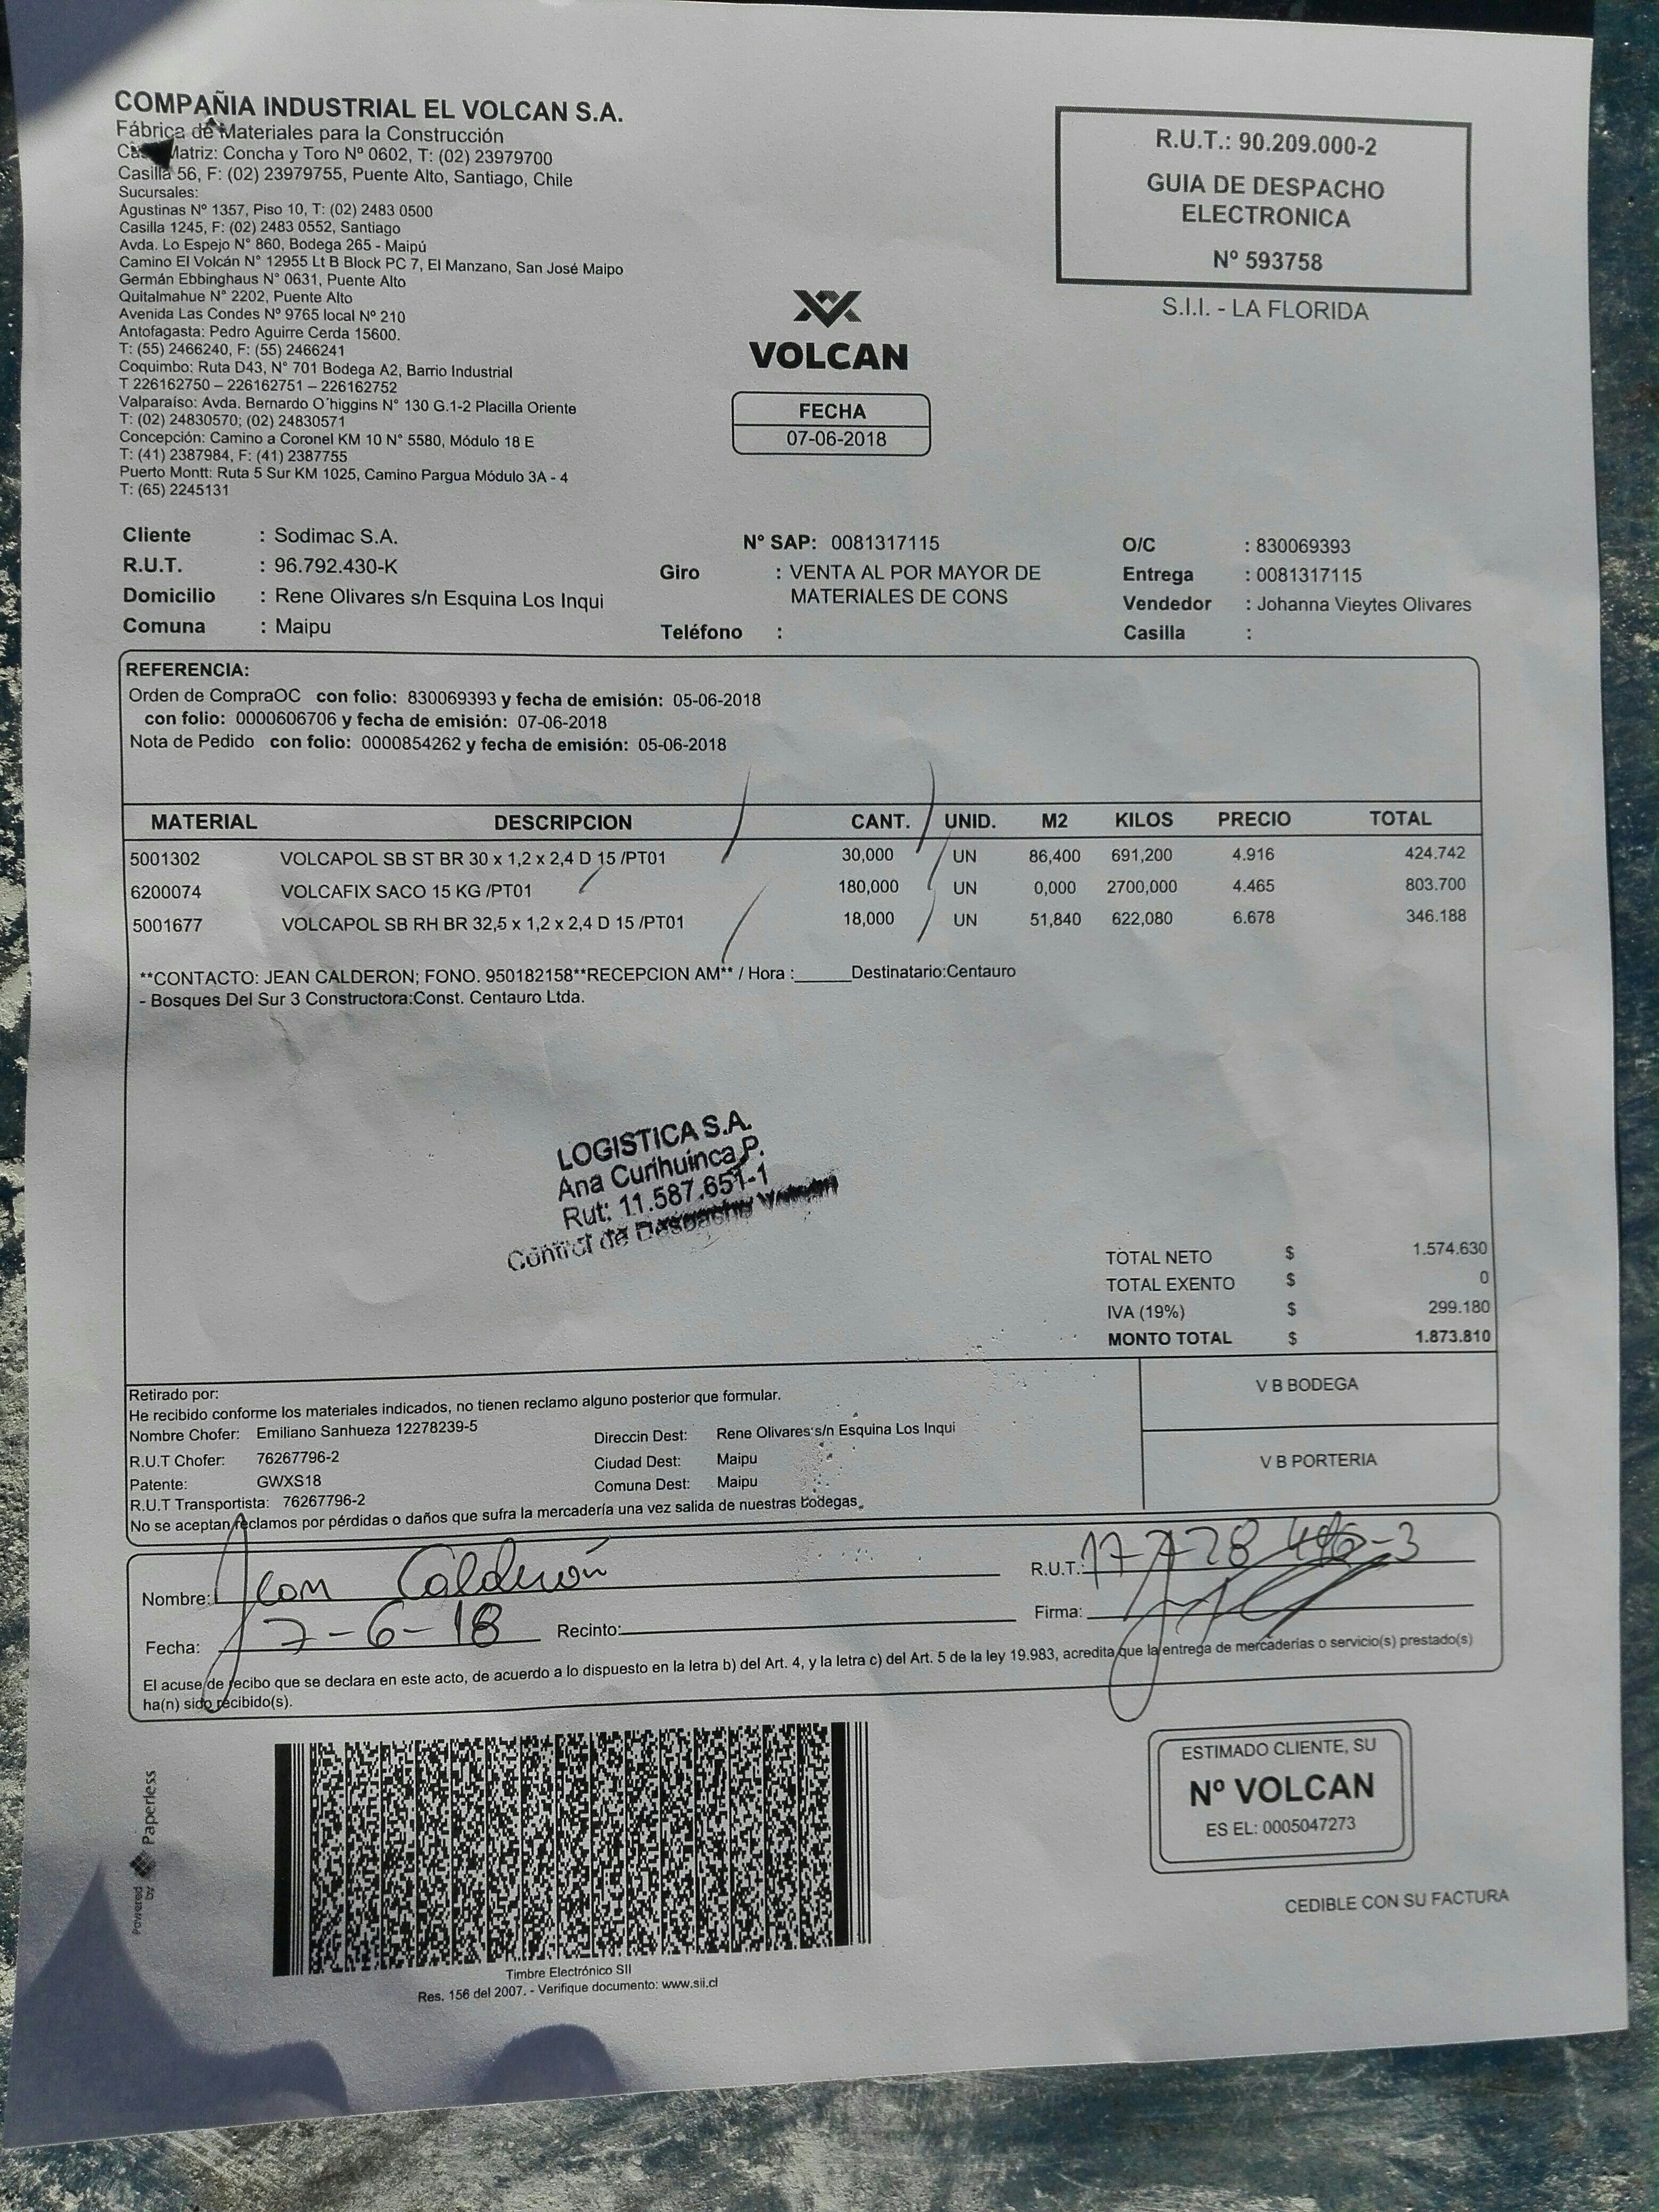 COMPAÑIA INDUSTRIAL EL VOLCAN S.A.
Fábrica de Materiales para la Construcción
Matriz: Concha y Toro Nº 0602, T: (02) 23979700
Casilla 56, F: (02) 23979755, Puente Alto, Santiago, Chile
Sucursales:
Agustinas Nº 1357, Piso 10, T: (02) 2483 0500
Casilla 1245, F: (02) 2483 0552, Santiago
Avda. Lo Espejo N° 860, Bodega 265 - Maipú
Camino El Volcán N° 12955 Lt B Block PC 7, El Manzano, San José Maipo
Germán Ebbinghaus N° 0631, Puente Alto
Quitalmahue N° 2202, Puente Alto
Avenida Las Condes Nº 9765 local Nº 210
Antofagasta: Pedro Aguirre Cerda 15600.
T: (55) 2466240, F: (55) 2466241
Coquimbo: Ruta D43, N° 701 Bodega A2, Barrio Industrial
T 226162750 – 226162751 – 226162752
Valparaíso: Avda. Bernardo O´higgins N° 130 G.1-2 Placilla Oriente
T: (02) 24830570; (02) 24830571
Concepción: Camino a Coronel KM 10 N° 5580, Módulo 18 E
T: (41) 2387984, F: (41) 2387755
Puerto Montt: Ruta 5 Sur KM 1025, Camino Pargua Módulo 3A - 4
T: (65) 2245131
VOLCAN
FECHA
07-06-2018
R.U.T.: 90.209.000-2
GUIA DE DESPACHO
ELECTRONICA
Nº 593758
S.I.I. - LA FLORIDA
Cliente : Sodimac S.A.
R.U.T. : 96.792.430-K
Domicilio : Rene Olivares s/n Esquina Los Inqui
Comuna : Maipu
N° SAP: 0081317115
Giro : VENTA AL POR MAYOR DE
MATERIALES DE CONS
Teléfono :
O/C : 830069393
Entrega : 0081317115
Vendedor : Johanna Vieytes Olivares
Casilla :
REFERENCIA:
Orden de CompraOC con folio: 830069393 y fecha de emisión: 05-06-2018
con folio: 0000606706 y fecha de emisión: 07-06-2018
Nota de Pedido con folio: 0000854262 y fecha de emisión: 05-06-2018
MATERIAL DESCRIPCION CANT. UNID. M2 KILOS PRECIO TOTAL
5001302 VOLCAPOL SB ST BR 30 x 1,2 x 2,4 D 15 /PT01 30,000 UN 86,400 691,200 4.916 424.742
6200074 VOLCAFIX SACO 15 KG /PT01 180,000 UN 0,000 2700,000 4.465 803.700
5001677 VOLCAPOL SB RH BR 32,5 x 1,2 x 2,4 D 15 /PT01 18,000 UN 51,840 622,080 6.678 346.188
**CONTACTO: JEAN CALDERON; FONO. 950182158**RECEPCION AM** / Hora :______Destinatario:Centauro
- Bosques Del Sur 3 Constructora:Const. Centauro Ltda.
LOGISTICA S.A.
Ana Curihuinca P.
Rut: 11.587.651-1
Control de Despacho Volcán
TOTAL NETO $ 1.574.630
TOTAL EXENTO $ 0
IVA (19%) $ 299.180
MONTO TOTAL $ 1.873.810
Retirado por:
He recibido conforme los materiales indicados, no tienen reclamo alguno posterior que formular.
Nombre Chofer: Emiliano Sanhueza 12278239-5
R.U.T Chofer: 76267796-2
Patente: GWXS18
R.U.T Transportista: 76267796-2
Direccin Dest: Rene Olivares s/n Esquina Los Inqui
Ciudad Dest: Maipu
Comuna Dest: Maipu
No se aceptan reclamos por pérdidas o daños que sufra la mercadería una vez salida de nuestras bodegas.
V B BODEGA
V B PORTERIA
Nombre: Jean Calderón
R.U.T.: 17778 -3
Fecha: 7-6-18 Recinto:
Firma:
El acuse de recibo que se declara en este acto, de acuerdo a lo dispuesto en la letra b) del Art. 4, y la letra c) del Art. 5 de la ley 19.983, acredita que la entrega de mercaderías o servicio(s) prestado(s)
ha(n) sido recibido(s).
Powered by Paperless
Timbre Electrónico SII
Res. 156 del 2007. - Verifique documento: www.sii.cl
ESTIMADO CLIENTE, SU
Nº VOLCAN
ES EL: 0005047273
CEDIBLE CON SU FACTURA